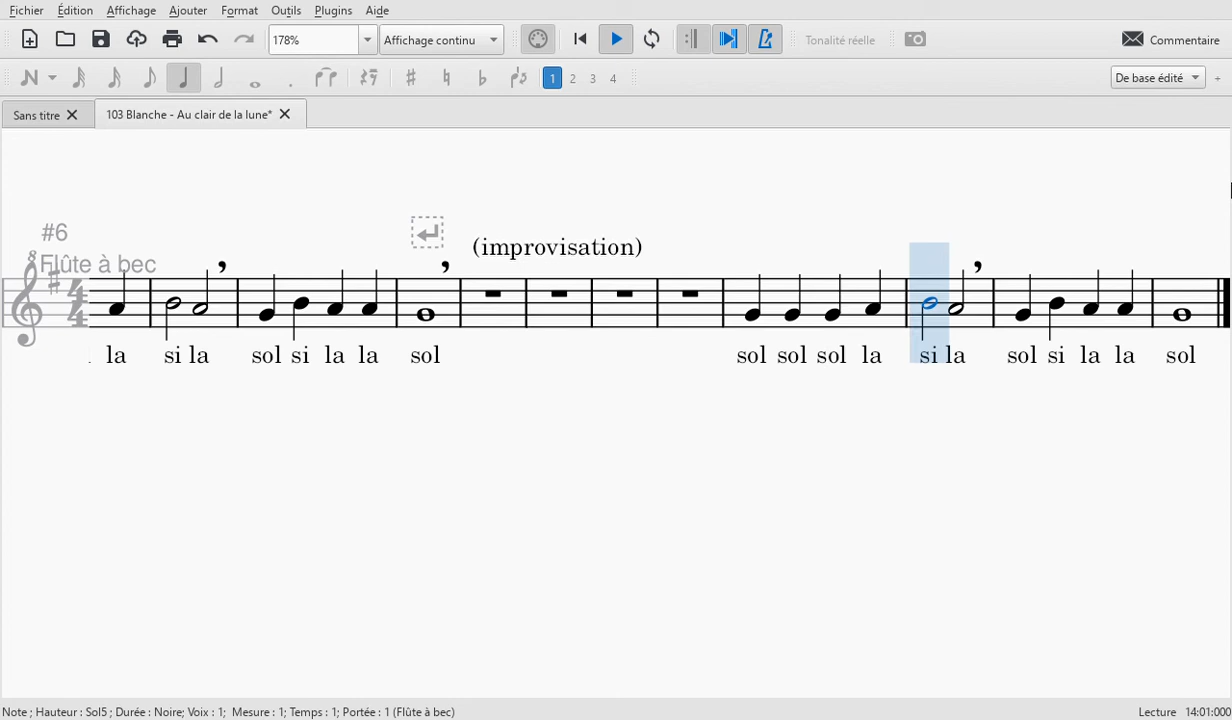 Fichier Édition Affichage Ajouter Format Outils Plugins Aide
178% Affichage continu Tonalité réelle Commentaire
1 2 3 4 De base édité
Sans titre 103 Blanche - Au clair de la lune*
#6
(improvisation)
Flûte à bec
la si la sol si la la sol sol sol sol la si la sol si la la sol
Note ; Hauteur : Sol5 ; Durée : Noire; Voix : 1; Mesure : 1; Temps : 1; Portée : 1 (Flûte à bec) Lecture 14:01:000